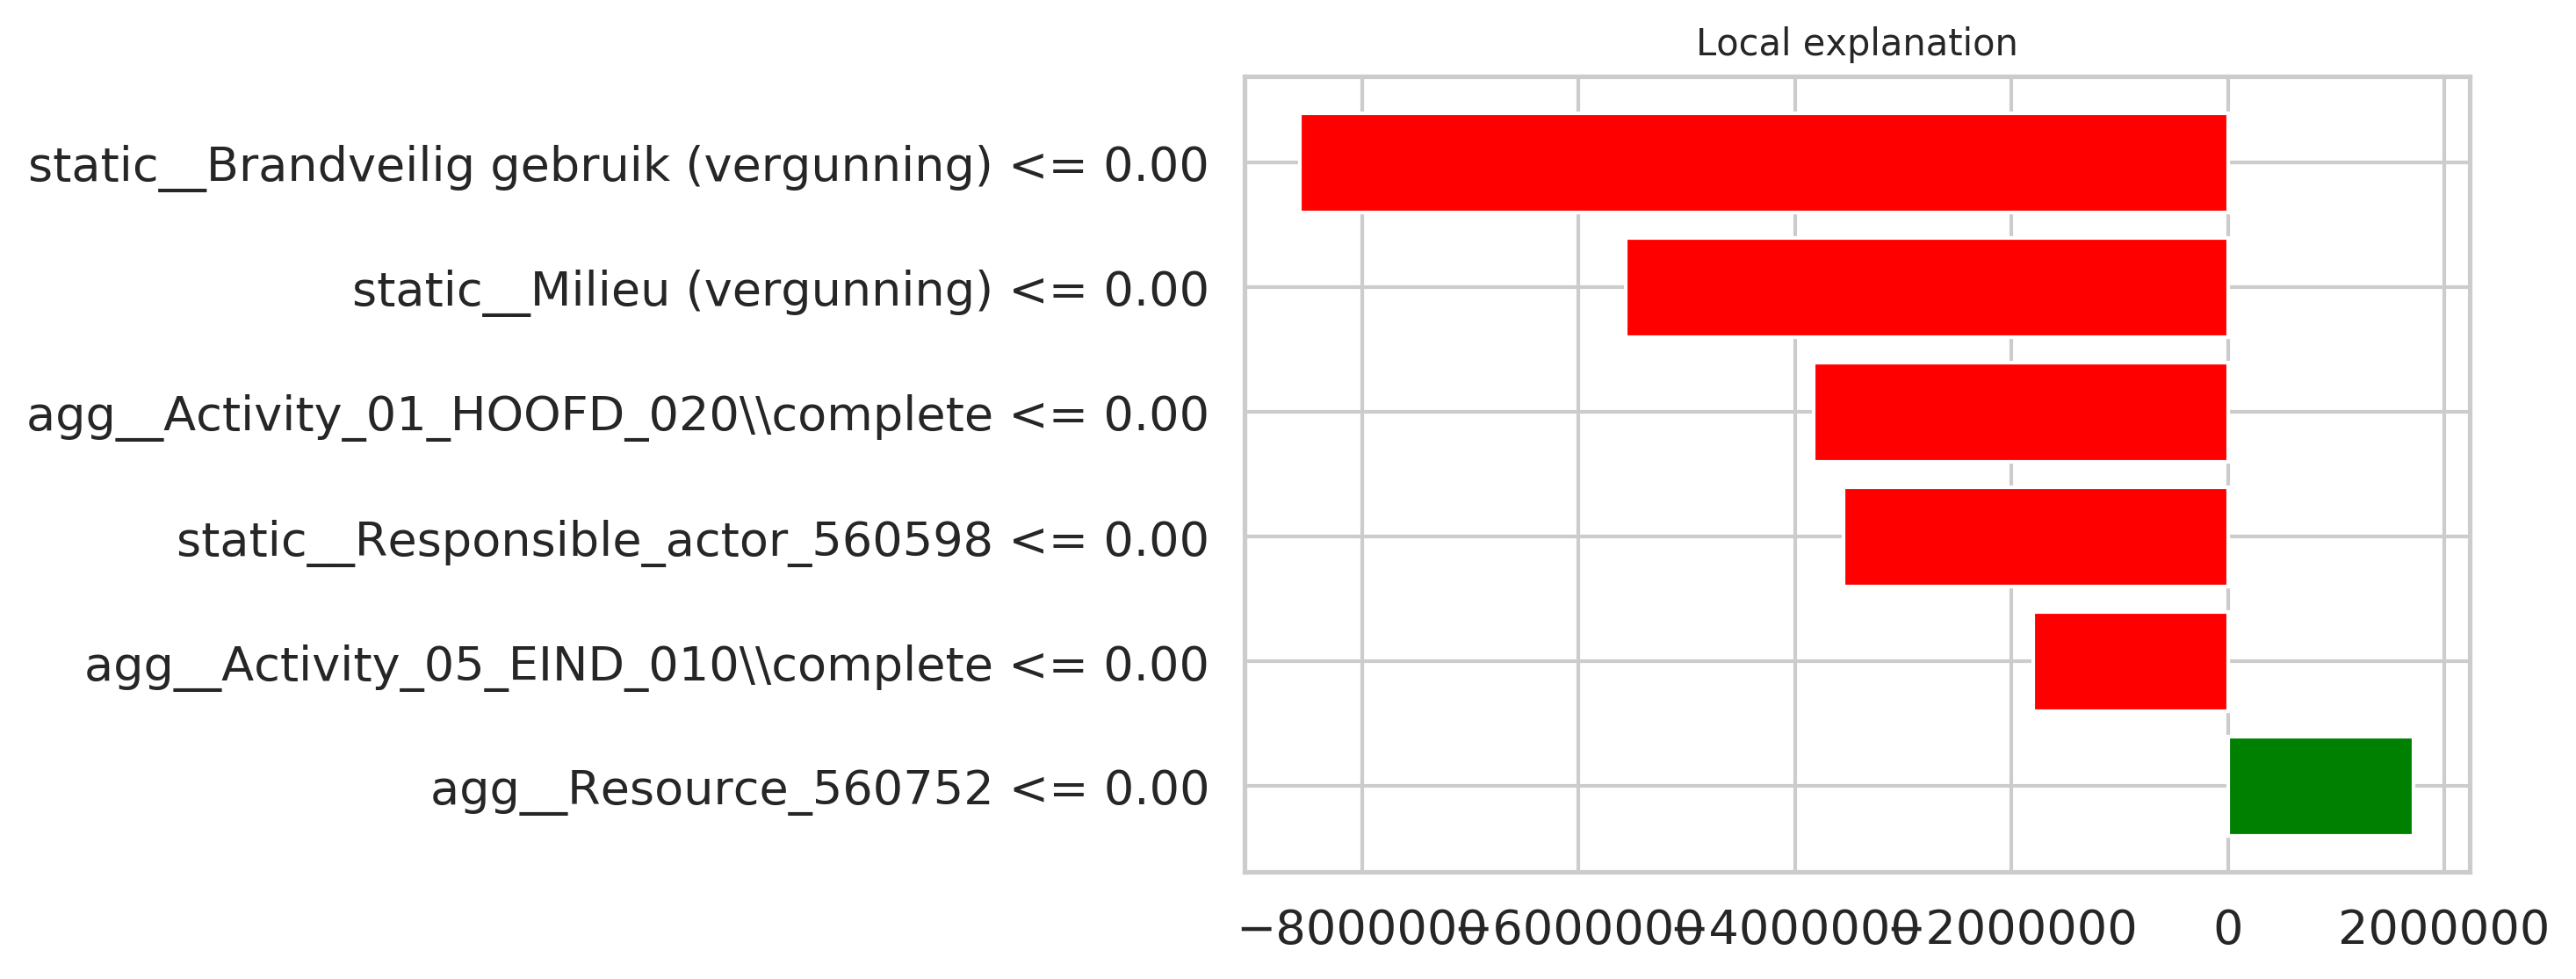 Local explanation
static__Brandveilig gebruik (vergunning) <= 0.00
static__Milieu (vergunning) <= 0.00
agg__Activity_01_HOOFD_020\\complete <= 0.00
static__Responsible_actor_560598 <= 0.00
agg__Activity_05_EIND_010\\complete <= 0.00
agg__Resource_560752 <= 0.00
−8000000 −6000000 −4000000 −2000000 0 2000000